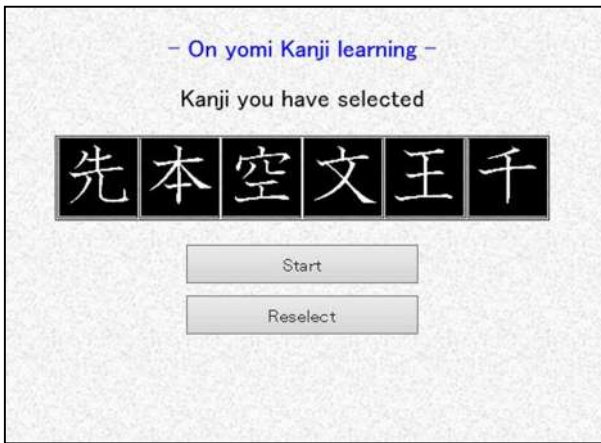 - On yomi Kanji learning -
Kanji you have selected
先本空文王千
Start
Reselect